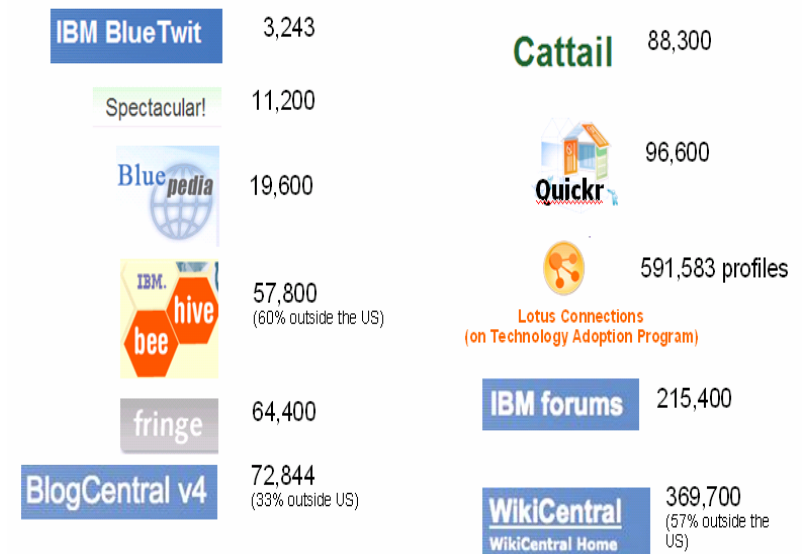 IBM BlueTwit
3,243
Spectacular!
11,200
Bluepedia
19,600
IBM.
bee
hive
57,800
(60% outside the US)
fringe
64,400
BlogCentral v4
72,844
(33% outside US)
Cattail
88,300
Quickr
96,600
591,583 profiles
Lotus Connections
(on Technology Adoption Program)
IBM forums
215,400
WikiCentral
WikiCentral Home
369,700
(57% outside the
US)